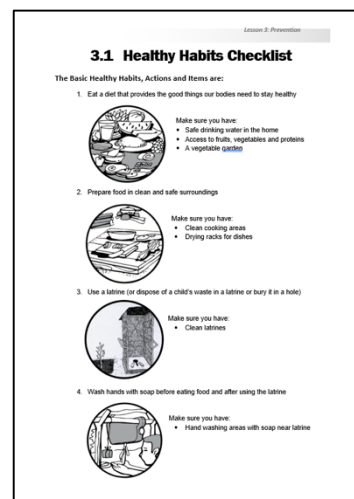 Lesson 3: Prevention
3.1 Healthy Habits Checklist
The Basic Healthy Habits, Actions and Items are:
1. Eat a diet that provides the good things our bodies need to stay healthy
Make sure you have:
• Safe drinking water in the home
• Access to fruits, vegetables and proteins
• A vegetable garden
2. Prepare food in clean and safe surroundings
Make sure you have:
• Clean cooking areas
• Drying racks for dishes
3. Use a latrine (or dispose of a child's waste in a latrine or bury it in a hole)
Make sure you have:
• Clean latrines
4. Wash hands with soap before eating food and after using the latrine
Make sure you have:
• Hand washing areas with soap near latrine